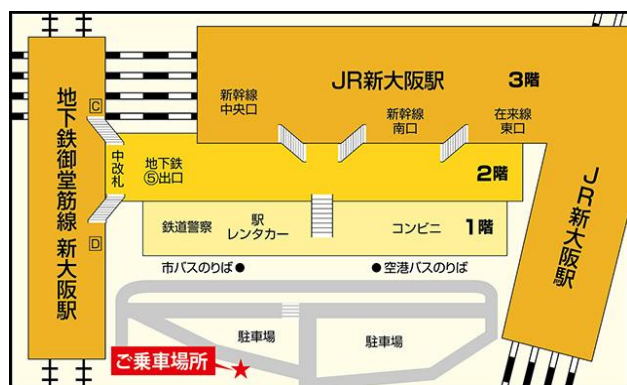 地下鉄御堂筋線 新大阪駅
C
D
中改札
JR新大阪駅
3階
新幹線
中央口
新幹線
南口
在来線
東口
地下鉄
⑤出口
2階
鉄道警察
駅
レンタカー
コンビニ
1階
JR新大阪駅
市バスのりば●
●空港バスのりば
駐車場
駐車場
ご乗車場所